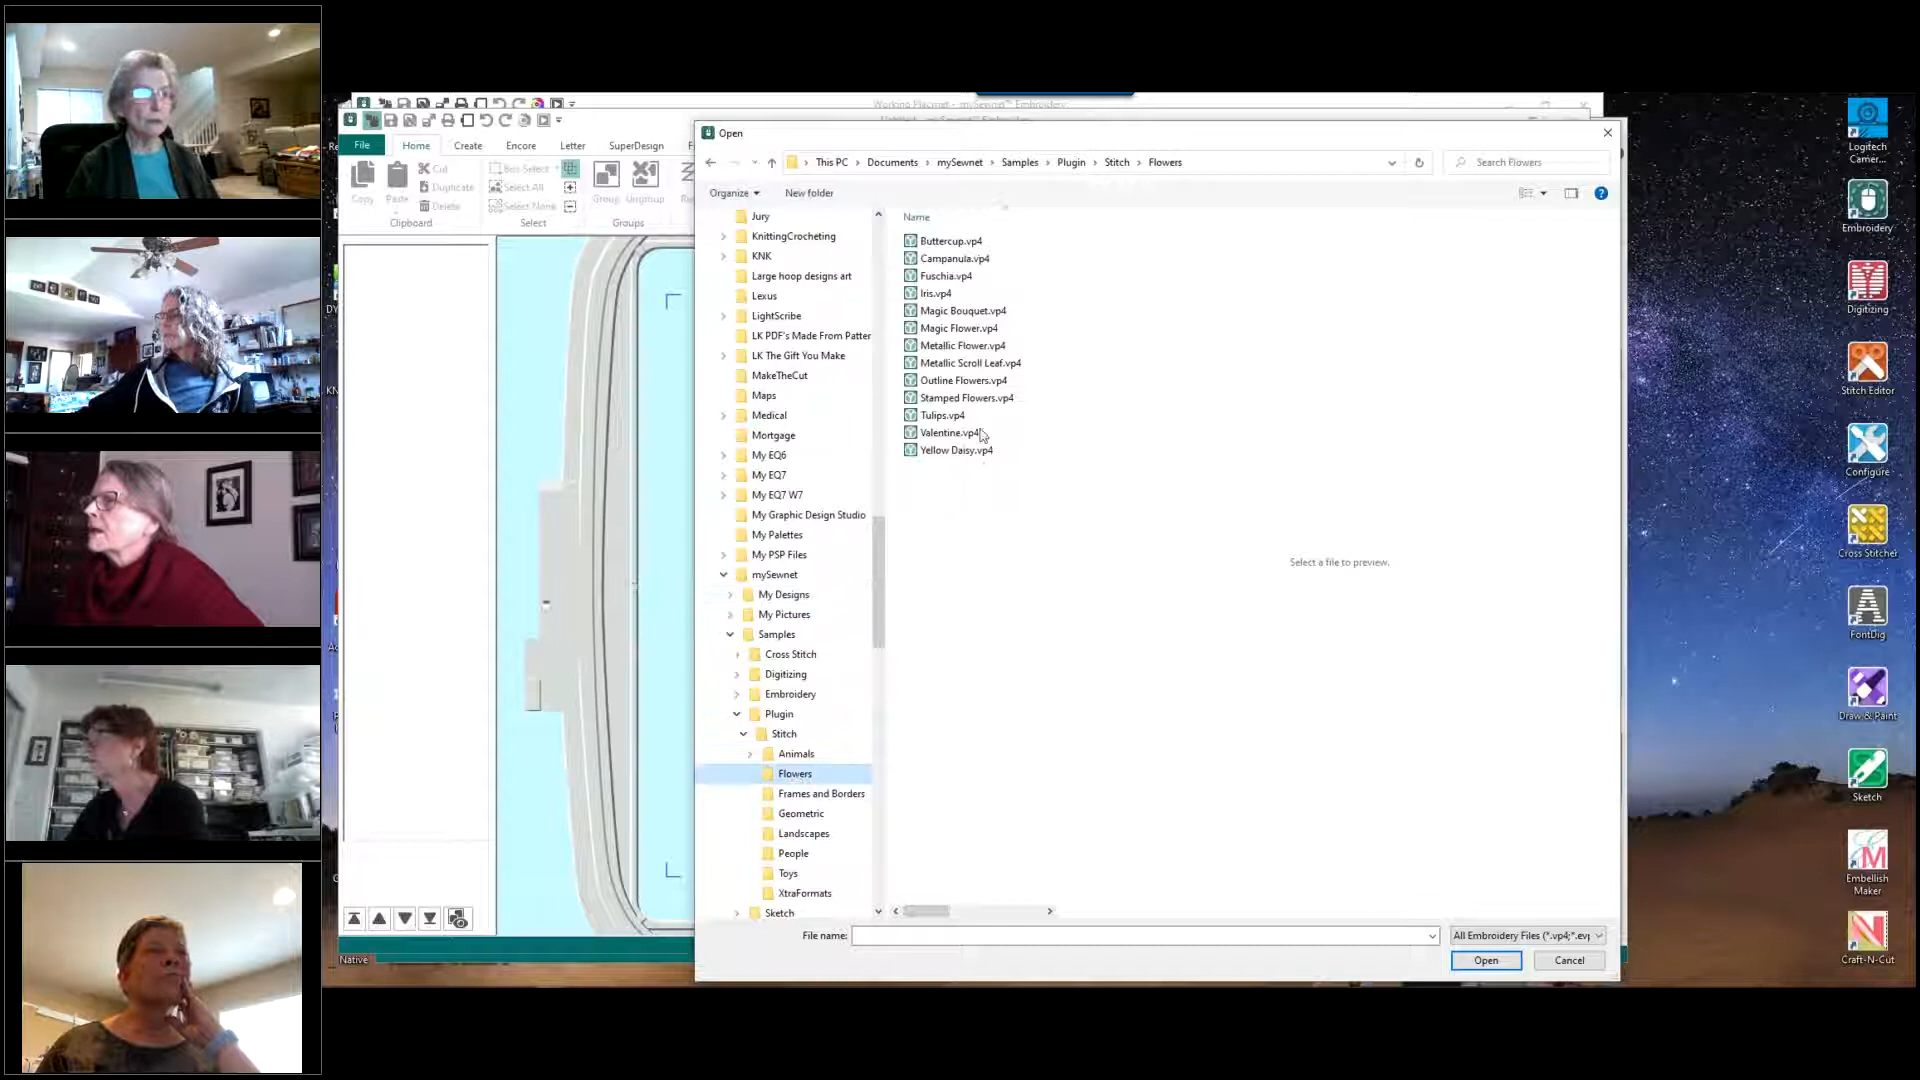 Working Placmet - mySewnet™ Embroidery
File
Home
Create
Encore
Letter
SuperDesign
Copy
Paste
Cut
Duplicate
Delete
Clipboard
Box Select
Select All
Select None
Select
Group
Ungroup
Groups
Open
This PC > Documents > mySewnet > Samples > Plugin > Stitch > Flowers
Search Flowers
Organize
New folder
Jury
KnittingCrocheting
KNK
Large hoop designs art
Lexus
LightScribe
LK PDF's Made From Patter
LK The Gift You Make
MakeTheCut
Maps
Medical
Mortgage
My EQ6
My EQ7
My EQ7 W7
My Graphic Design Studio
My Palettes
My PSP Files
mySewnet
My Designs
My Pictures
Samples
Cross Stitch
Digitizing
Embroidery
Plugin
Stitch
Animals
Flowers
Frames and Borders
Geometric
Landscapes
People
Toys
XtraFormats
Sketch
Name
Buttercup.vp4
Campanula.vp4
Fuschia.vp4
Iris.vp4
Magic Bouquet.vp4
Magic Flower.vp4
Metallic Flower.vp4
Metallic Scroll Leaf.vp4
Outline Flowers.vp4
Stamped Flowers.vp4
Tulips.vp4
Valentine.vp4
Yellow Daisy.vp4
Select a file to preview.
File name:
All Embroidery Files (*.vp4;*.evp
Open
Cancel
Native
Logitech
Camer...
Embroidery
Digitizing
Stitch Editor
Configure
Cross Stitcher
FontDig
Draw & Paint
Sketch
Embellish
Maker
Craft-N-Cut